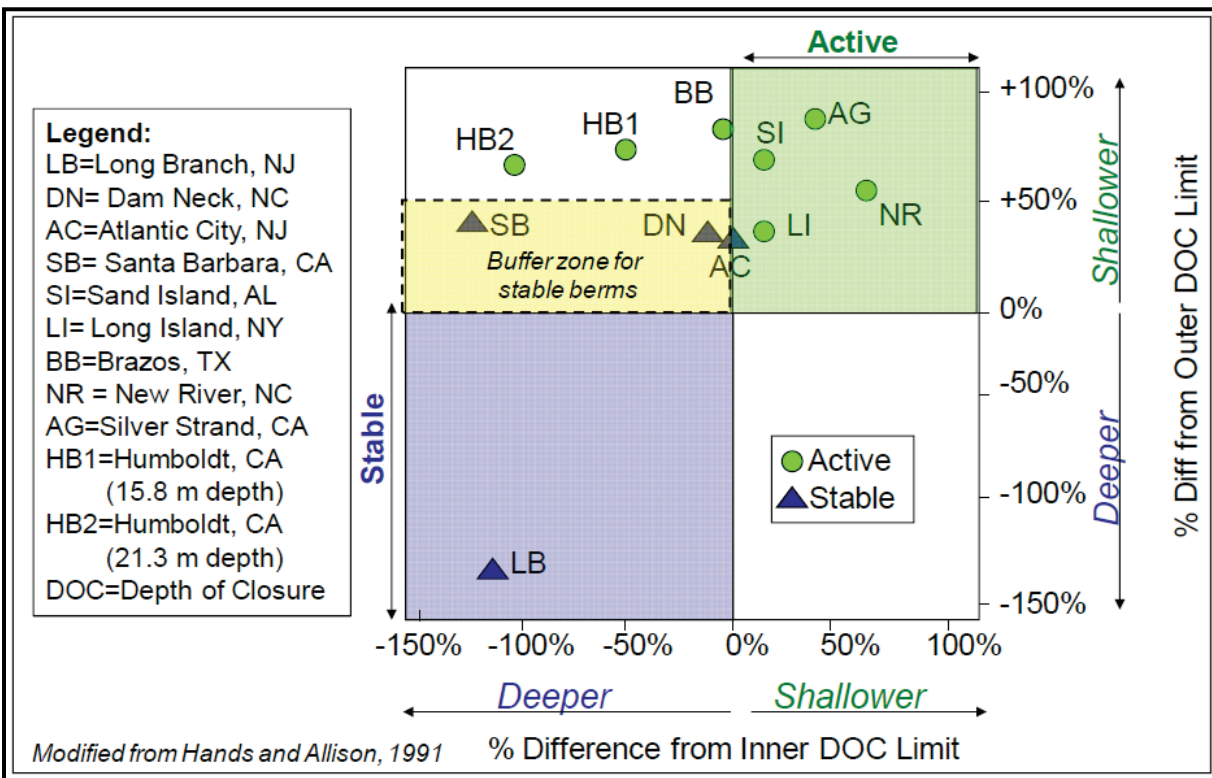 Legend:
LB=Long Branch, NJ
DN= Dam Neck, NC
AC=Atlantic City, NJ
SB= Santa Barbara, CA
SI=Sand Island, AL
LI= Long Island, NY
BB=Brazos, TX
NR = New River, NC
AG=Silver Strand, CA
HB1=Humboldt, CA
(15.8 m depth)
HB2=Humboldt, CA
(21.3 m depth)
DOC=Depth of Closure
Active
BB
AG
HB2
HB1
SI
NR
SB
DN
LI
AC
Buffer zone for
stable berms
LB
Active
Stable
Stable
+100%
+50%
0%
-50%
-100%
-150%
Shallower
Deeper
% Diff from Outer DOC Limit
-150%
-100%
-50%
0%
50%
100%
Deeper
Shallower
% Difference from Inner DOC Limit
Modified from Hands and Allison, 1991